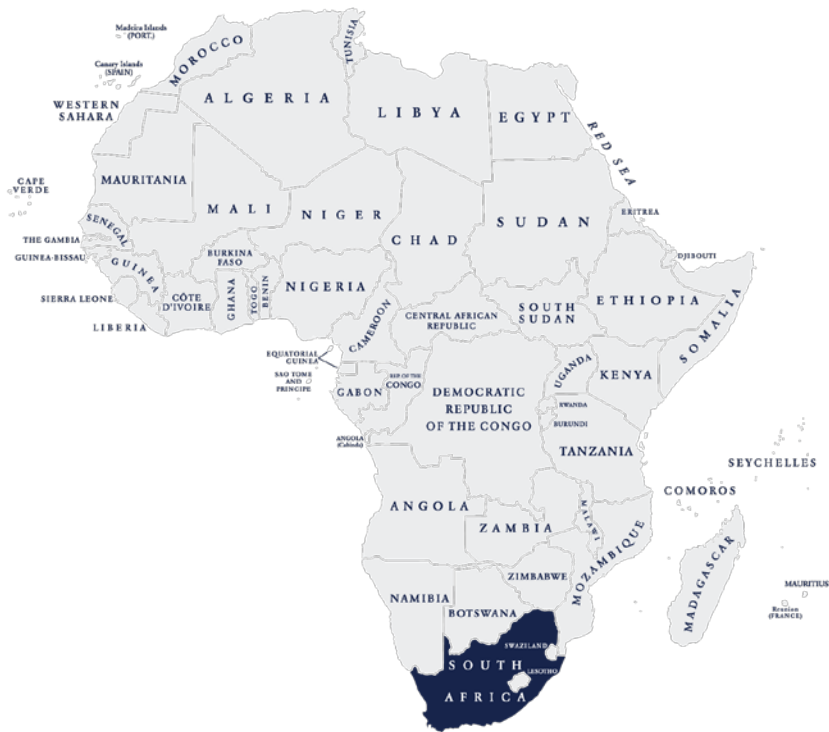 Madeira Islands
(PORT.)
Canary Islands
(SPAIN)
MOROCCO
TUNISIA
WESTERN
SAHARA
ALGERIA
LIBYA
EGYPT
RED SEA
CAPE
VERDE
MAURITANIA
MALI
NIGER
CHAD
SUDAN
ERITREA
SENEGAL
THE GAMBIA
GUINEA-BISSAU
GUINEA
BURKINA
FASO
DJIBOUTI
SIERRA LEONE
LIBERIA
CÔTE
D'IVOIRE
GHANA
TOGO
BENIN
NIGERIA
CAMEROON
CENTRAL AFRICAN
REPUBLIC
SOUTH
SUDAN
ETHIOPIA
SOMALIA
EQUATORIAL
GUINEA
SAO TOME
AND
PRINCIPE
GABON
REP OF THE
CONGO
DEMOCRATIC
REPUBLIC
OF THE CONGO
UGANDA
KENYA
RWANDA
BURUNDI
TANZANIA
ANGOLA
(Cabinda)
SEYCHELLES
COMOROS
ANGOLA
ZAMBIA
MALAWI
MOZAMBIQUE
MADAGASCAR
MAURITIUS
Reunion
(FRANCE)
ZIMBABWE
NAMIBIA
BOTSWANA
SWAZILAND
LESOTHO
SOUTH
AFRICA